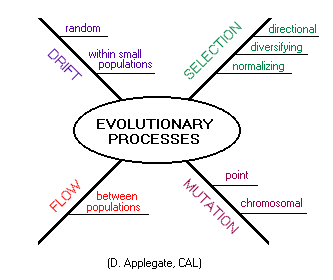 random
within small
populations
DRIFT
directional
diversifying
normalizing
SELECTION
EVOLUTIONARY
PROCESSES
FLOW
between
populations
point
chromosomal
MUTATION
(D. Applegate, CAL)